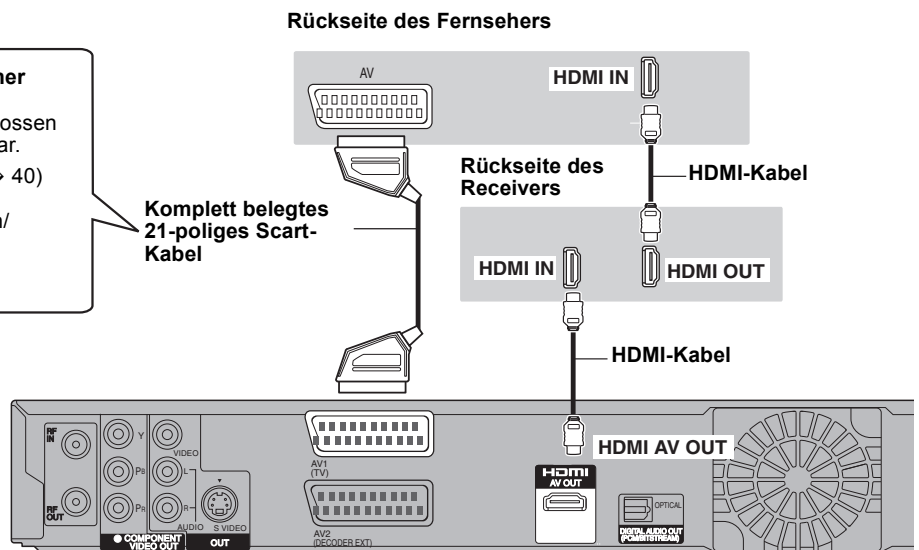 Rückseite des Fernsehers
her
ossen
ar.
40)
/
AV
HDMI IN
Rückseite des
Receivers
HDMI-Kabel
Komplett belegtes
21-poliges Scart-
Kabel
HDMI IN
HDMI OUT
HDMI-Kabel
RF
IN
RF
OUT
Y
PB
PR
VIDEO
L
R
AUDIO
S VIDEO
COMPONENT
VIDEO OUT
OUT
AV1
(TV)
AV2
(DECODER EXT)
HDMI AV OUT
HDMI
AV OUT
OPTICAL
DIGITAL AUDIO OUT
(PCM/BITSTREAM)